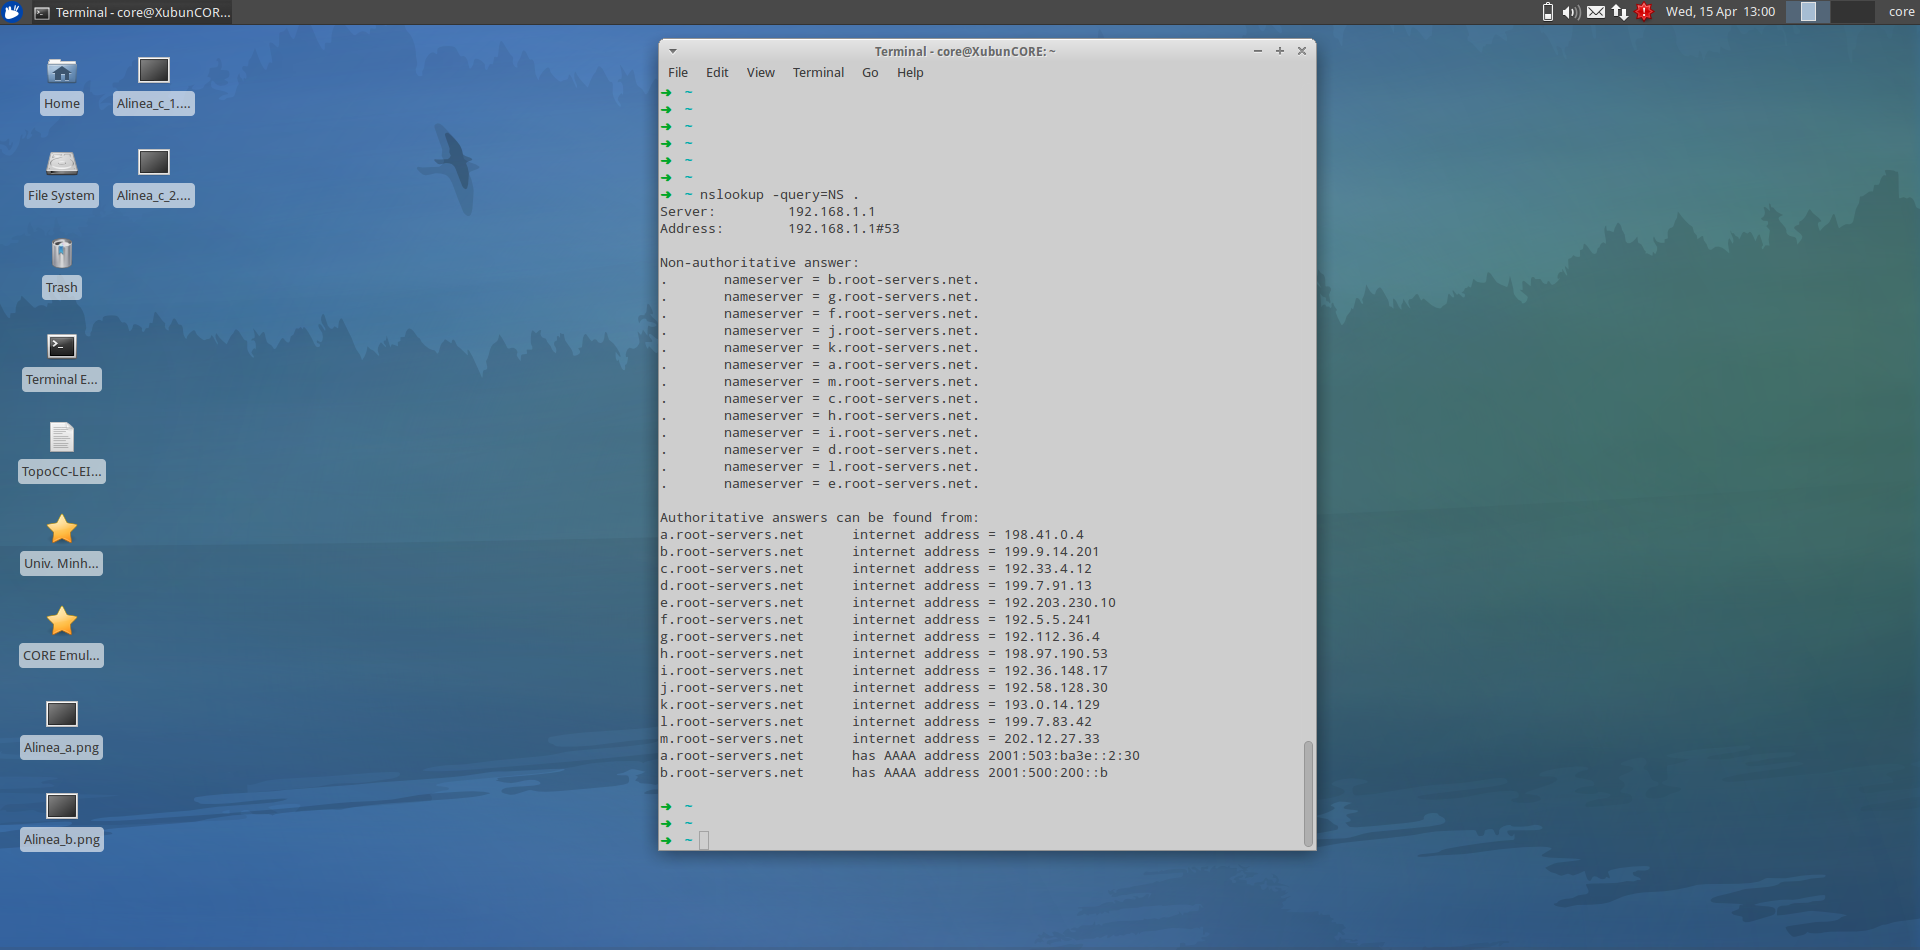 Terminal - core@XubunCOR...
Wed, 15 Apr 13:00
core
Home
Alinea_c_1....
File System
Alinea_c_2....
Trash
Terminal E...
TopoCC-LEI...
Univ. Minh...
CORE Emul...
Alinea_a.png
Alinea_b.png
Terminal - core@XubunCORE: ~
File Edit View Terminal Go Help
➜ ~
➜ ~
➜ ~
➜ ~
➜ ~
➜ ~
➜ ~ nslookup -query=NS .
Server: 192.168.1.1
Address: 192.168.1.1#53
Non-authoritative answer:
. nameserver = b.root-servers.net.
. nameserver = g.root-servers.net.
. nameserver = f.root-servers.net.
. nameserver = j.root-servers.net.
. nameserver = k.root-servers.net.
. nameserver = a.root-servers.net.
. nameserver = m.root-servers.net.
. nameserver = c.root-servers.net.
. nameserver = h.root-servers.net.
. nameserver = i.root-servers.net.
. nameserver = d.root-servers.net.
. nameserver = l.root-servers.net.
. nameserver = e.root-servers.net.
Authoritative answers can be found from:
a.root-servers.net internet address = 198.41.0.4
b.root-servers.net internet address = 199.9.14.201
c.root-servers.net internet address = 192.33.4.12
d.root-servers.net internet address = 199.7.91.13
e.root-servers.net internet address = 192.203.230.10
f.root-servers.net internet address = 192.5.5.241
g.root-servers.net internet address = 192.112.36.4
h.root-servers.net internet address = 198.97.190.53
i.root-servers.net internet address = 192.36.148.17
j.root-servers.net internet address = 192.58.128.30
k.root-servers.net internet address = 193.0.14.129
l.root-servers.net internet address = 199.7.83.42
m.root-servers.net internet address = 202.12.27.33
a.root-servers.net has AAAA address 2001:503:ba3e::2:30
b.root-servers.net has AAAA address 2001:500:200::b
➜ ~
➜ ~
➜ ~